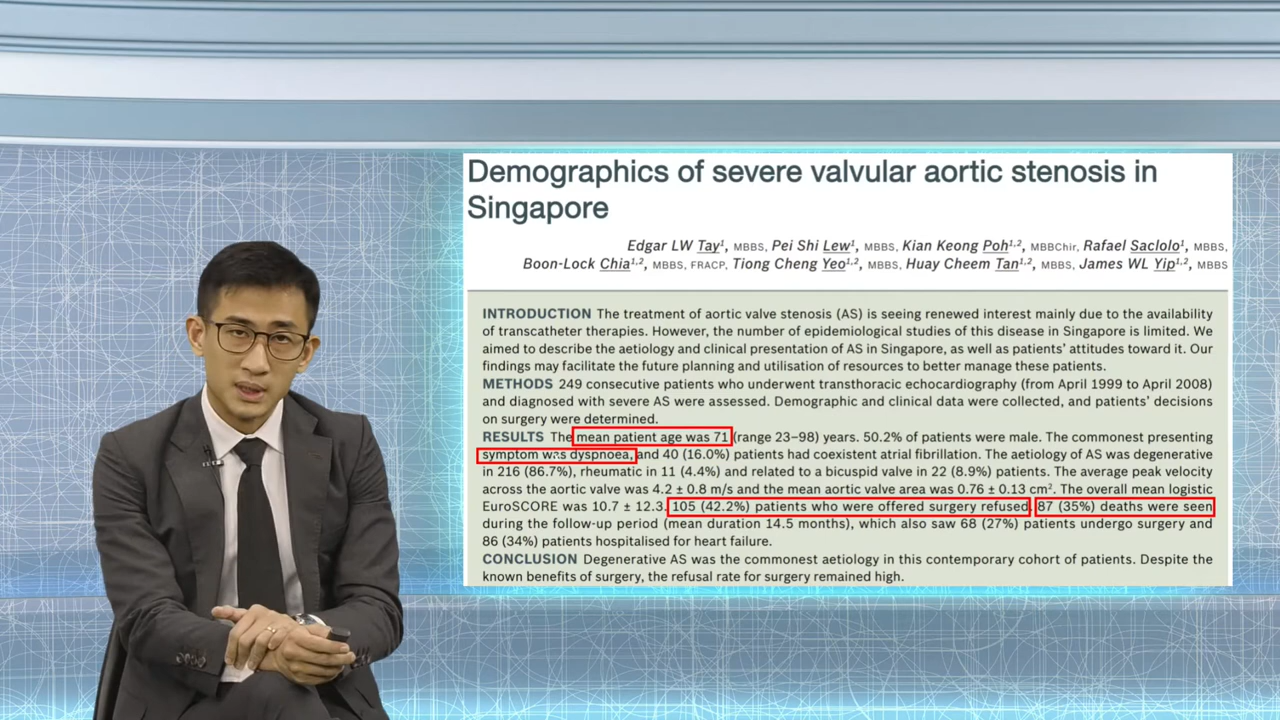 Demographics of severe valvular aortic stenosis in
Singapore
Edgar LW Tay¹, MBBS, Pei Shi Lew¹, MBBS, Kian Keong Poh¹,², MBBChir, Rafael Saclolo¹, MBBS,
Boon-Lock Chia¹,², MBBS, FRACP, Tiong Cheng Yeo¹,², MBBS, Huay Cheem Tan¹,², MBBS, James WL Yip¹,², MBBS
INTRODUCTION The treatment of aortic valve stenosis (AS) is seeing renewed interest mainly due to the availability
of transcatheter therapies. However, the number of epidemiological studies of this disease in Singapore is limited. We
aimed to describe the aetiology and clinical presentation of AS in Singapore, as well as patients' attitudes toward it. Our
findings may facilitate the future planning and utilisation of resources to better manage these patients.
METHODS 249 consecutive patients who underwent transthoracic echocardiography (from April 1999 to April 2008)
and diagnosed with severe AS were assessed. Demographic and clinical data were collected, and patients' decisions
on surgery were determined.
RESULTS The mean patient age was 71 (range 23–98) years. 50.2% of patients were male. The commonest presenting
symptom was dyspnoea, and 40 (16.0%) patients had coexistent atrial fibrillation. The aetiology of AS was degenerative
in 216 (86.7%), rheumatic in 11 (4.4%) and related to a bicuspid valve in 22 (8.9%) patients. The average peak velocity
across the aortic valve was 4.2 ± 0.8 m/s and the mean aortic valve area was 0.76 ± 0.13 cm². The overall mean logistic
EuroSCORE was 10.7 ± 12.3. 105 (42.2%) patients who were offered surgery refused. 87 (35%) deaths were seen
during the follow-up period (mean duration 14.5 months), which also saw 68 (27%) patients undergo surgery and
86 (34%) patients hospitalised for heart failure.
CONCLUSION Degenerative AS was the commonest aetiology in this contemporary cohort of patients. Despite the
known benefits of surgery, the refusal rate for surgery remained high.